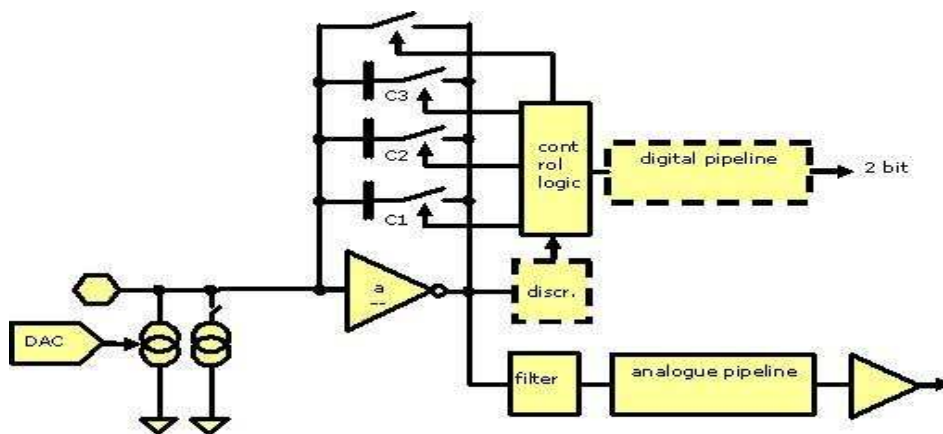 C3
C2
C1
cont
rol
logic
digital pipeline
2 bit
a
--
discr.
DAC
filter
analogue pipeline